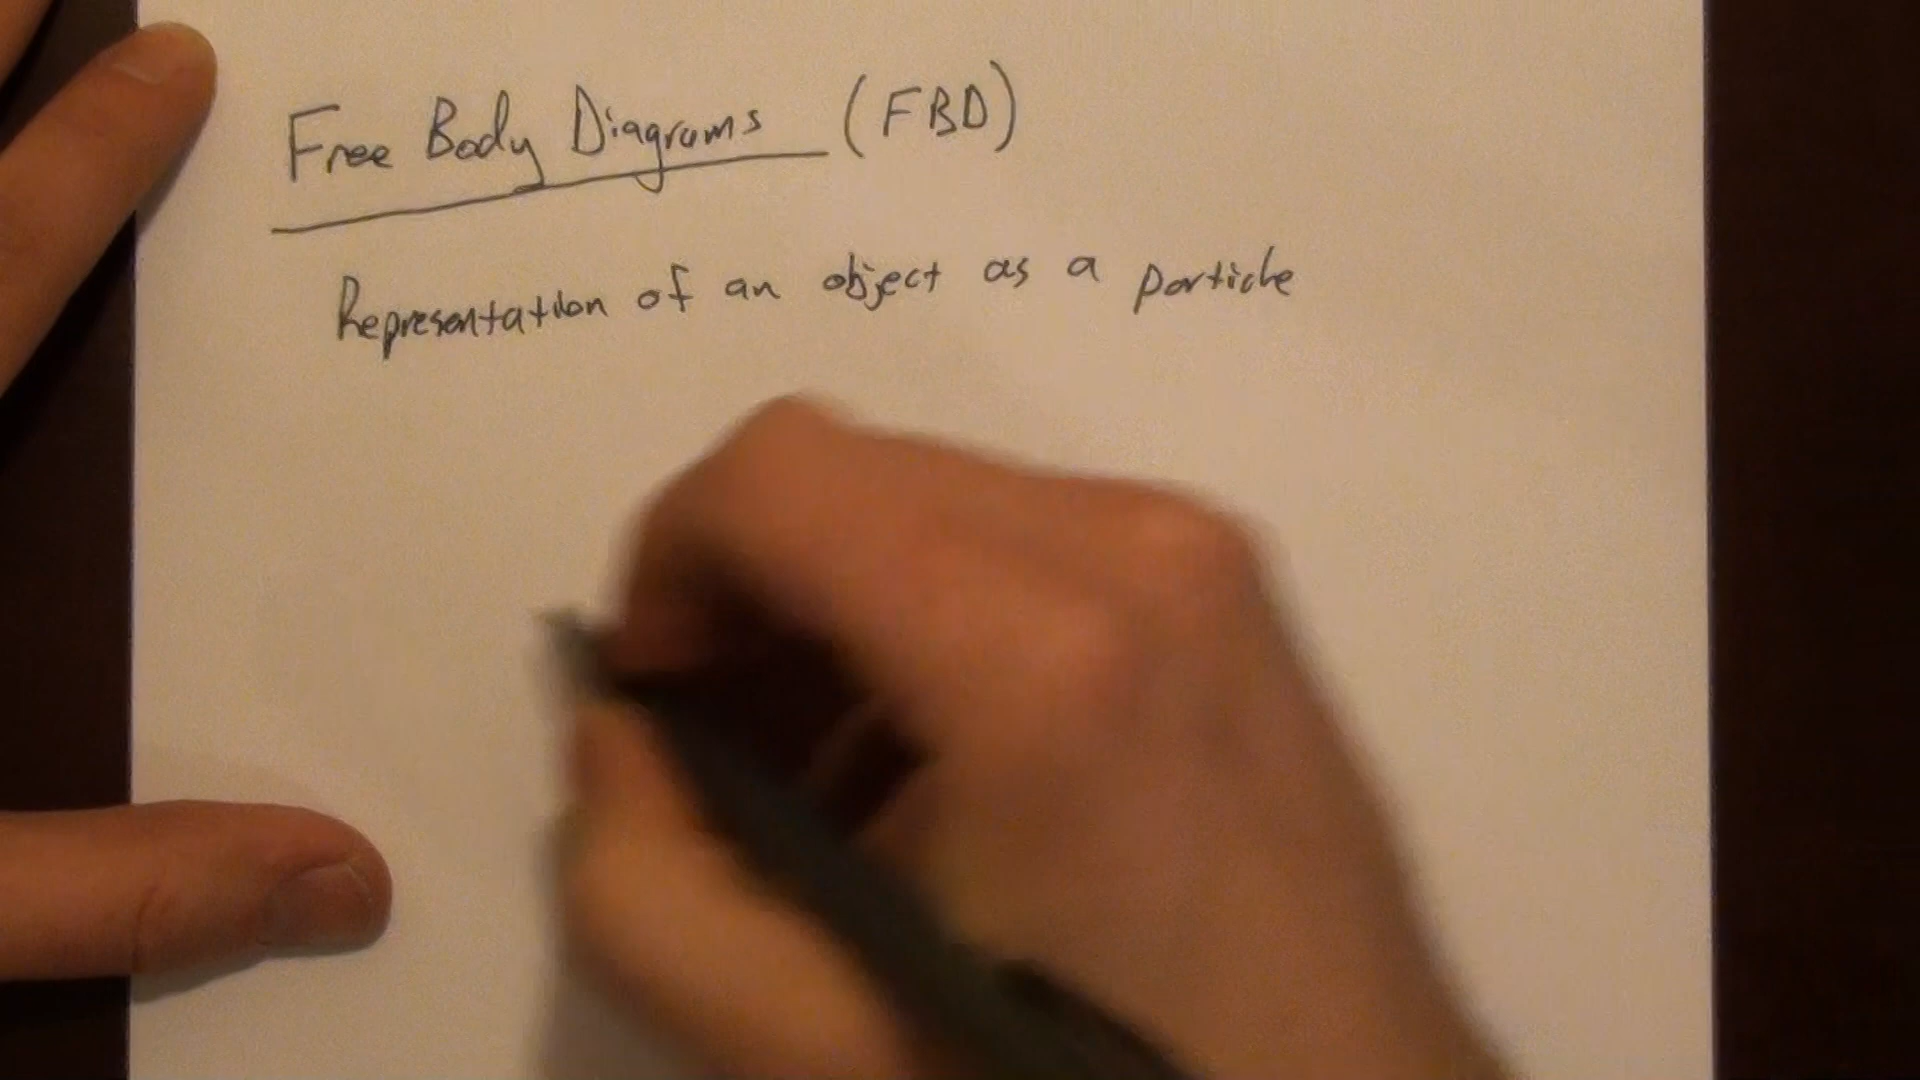 Free Body Diagrams (FBD)
Representation of an object as a particle